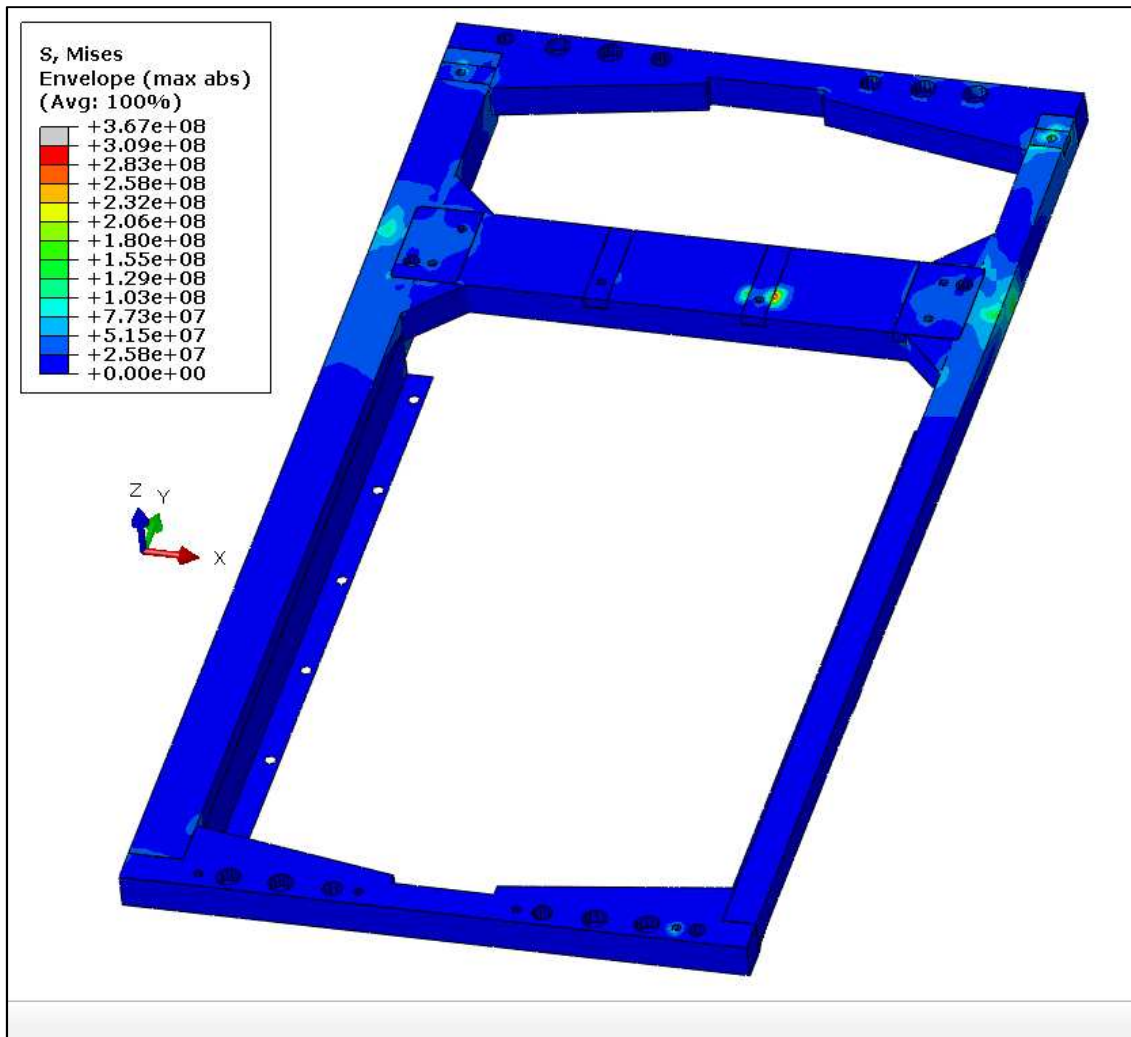 S, Mises
Envelope (max abs)
(Avg: 100%)
+3.67e+08
+3.09e+08
+2.83e+08
+2.58e+08
+2.32e+08
+2.06e+08
+1.80e+08
+1.55e+08
+1.29e+08
+1.03e+08
+7.73e+07
+5.15e+07
+2.58e+07
+0.00e+00
Z
Y
X